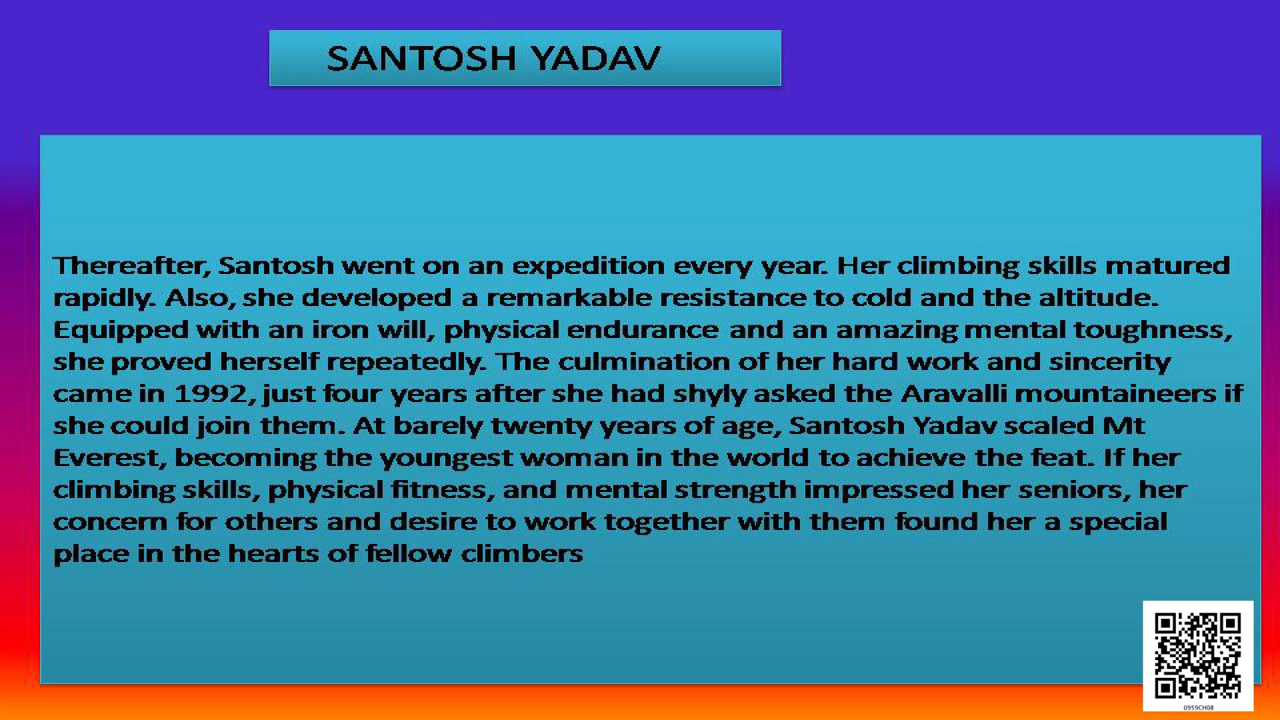 SANTOSH YADAV
Thereafter, Santosh went on an expedition every year. Her climbing skills matured
rapidly. Also, she developed a remarkable resistance to cold and the altitude.
Equipped with an iron will, physical endurance and an amazing mental toughness,
she proved herself repeatedly. The culmination of her hard work and sincerity
came in 1992, just four years after she had shyly asked the Aravalli mountaineers if
she could join them. At barely twenty years of age, Santosh Yadav scaled Mt
Everest, becoming the youngest woman in the world to achieve the feat. If her
climbing skills, physical fitness, and mental strength impressed her seniors, her
concern for others and desire to work together with them found her a special
place in the hearts of fellow climbers
0959CH08